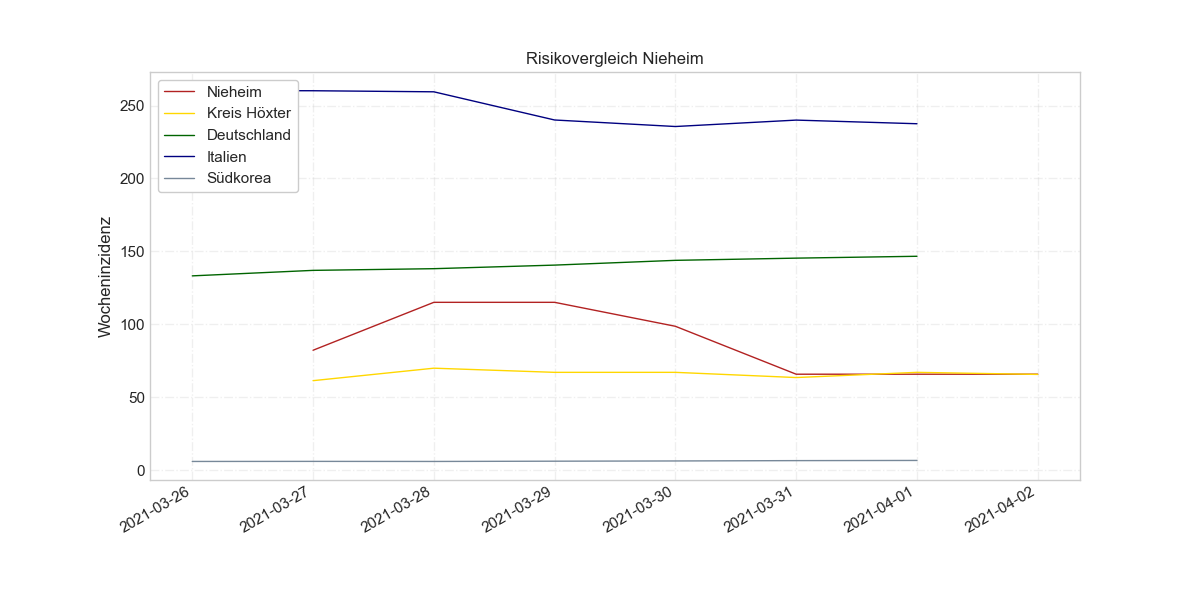 Risikovergleich Nieheim
Nieheim
Kreis Höxter
Deutschland
Italien
Südkorea
Wocheninzidenz
250
200
150
100
50
0
2021-03-26
2021-03-27
2021-03-28
2021-03-29
2021-03-30
2021-03-31
2021-04-01
2021-04-02